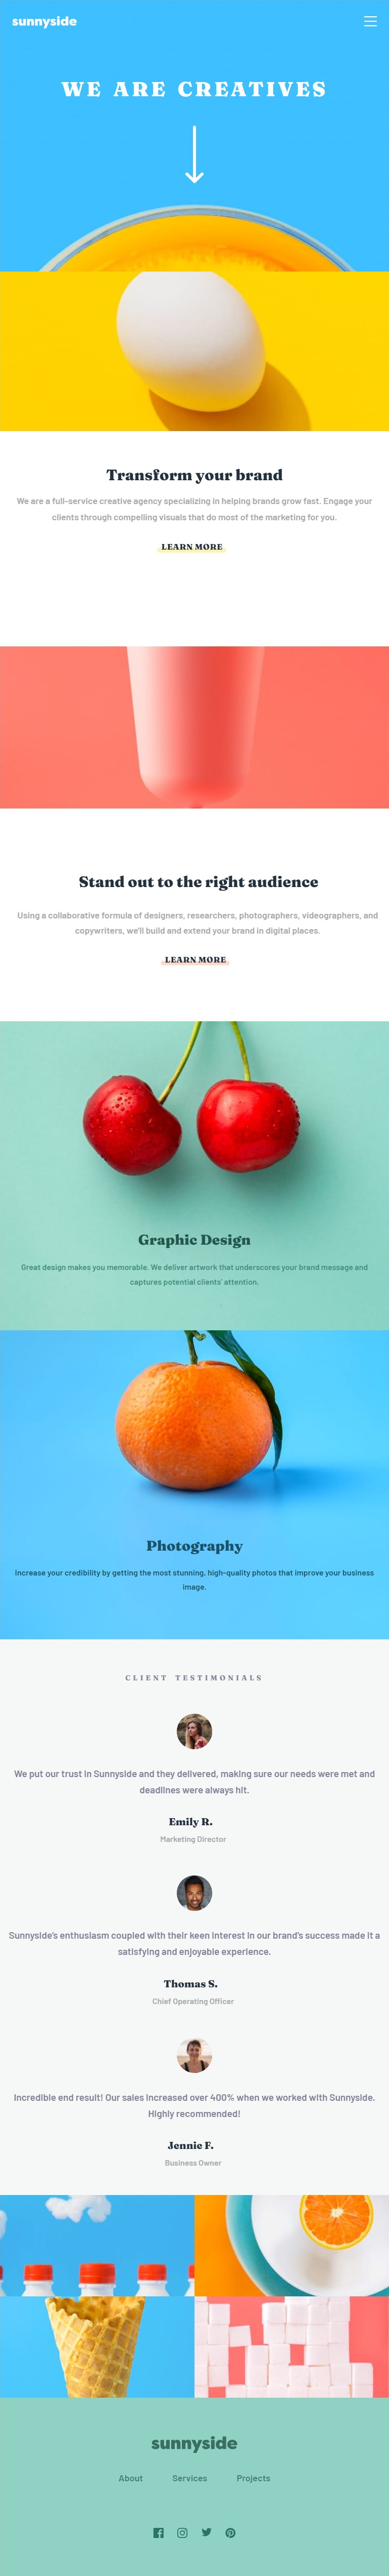 sunnyside
WE ARE CREATIVES
Transform your brand
We are a full-service creative agency specializing in helping brands grow fast. Engage your
clients through compelling visuals that do most of the marketing for you.
LEARN MORE
Stand out to the right audience
Using a collaborative formula of designers, researchers, photographers, videographers, and
copywriters, we'll build and extend your brand in digital places.
LEARN MORE
Graphic Design
Great design makes you memorable. We deliver artwork that underscores your brand message and
captures potential clients' attention.
Photography
Increase your credibility by getting the most stunning, high-quality photos that improve your business
image.
CLIENT TESTIMONIALS
We put our trust in Sunnyside and they delivered, making sure our needs were met and
deadlines were always hit.
Emily R.
Marketing Director
Sunnyside's enthusiasm coupled with their keen interest in our brand's success made it a
satisfying and enjoyable experience.
Thomas S.
Chief Operating Officer
Incredible end result! Our sales increased over 400% when we worked with Sunnyside.
Highly recommended!
Jennie F.
Business Owner
sunnyside
About Services Projects